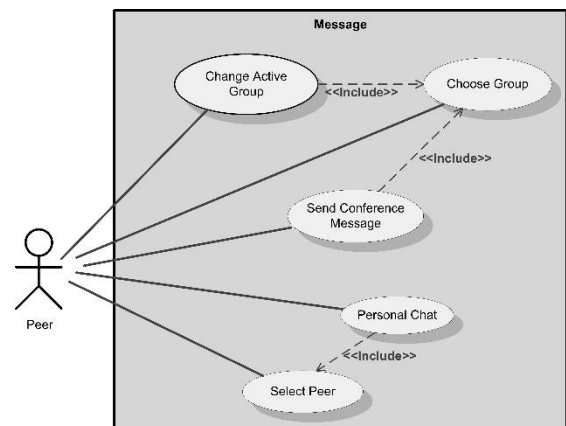 Message
Change Active
Group
<<Include>>
Choose Group
<<Include>>
Send Conference
Message
Peer
Personal Chat
<<Include>>
Select Peer